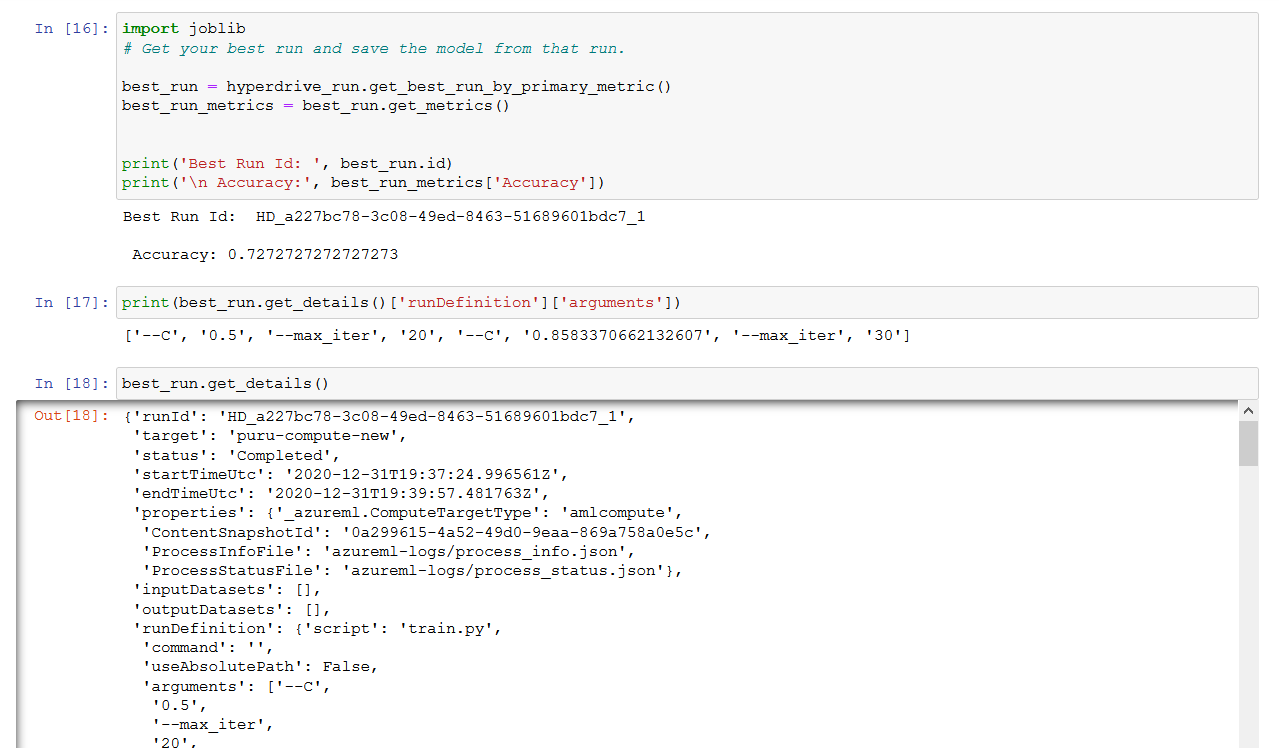 In [16]: import joblib
# Get your best run and save the model from that run.
best_run = hyperdrive_run.get_best_run_by_primary_metric()
best_run_metrics = best_run.get_metrics()
print('Best Run Id: ', best_run.id)
print('\n Accuracy:', best_run_metrics['Accuracy'])
Best Run Id:  HD_a227bc78-3c08-49ed-8463-51689601bdc7_1
Accuracy: 0.7272727272727273
In [17]: print(best_run.get_details()['runDefinition']['arguments'])
['--C', '0.5', '--max_iter', '20', '--C', '0.8583370662132607', '--max_iter', '30']
In [18]: best_run.get_details()
Out[18]: {'runId': 'HD_a227bc78-3c08-49ed-8463-51689601bdc7_1',
'target': 'puru-compute-new',
'status': 'Completed',
'startTimeUtc': '2020-12-31T19:37:24.996561Z',
'endTimeUtc': '2020-12-31T19:39:57.481763Z',
'properties': {'_azureml.ComputeTargetType': 'amlcompute',
'ContentSnapshotId': '0a299615-4a52-49d0-9eaa-869a758a0e5c',
'ProcessInfoFile': 'azureml-logs/process_info.json',
'ProcessStatusFile': 'azureml-logs/process_status.json'},
'inputDatasets': [],
'outputDatasets': [],
'runDefinition': {'script': 'train.py',
'command': '',
'useAbsolutePath': False,
'arguments': ['--C',
'0.5',
'--max_iter',
'20',